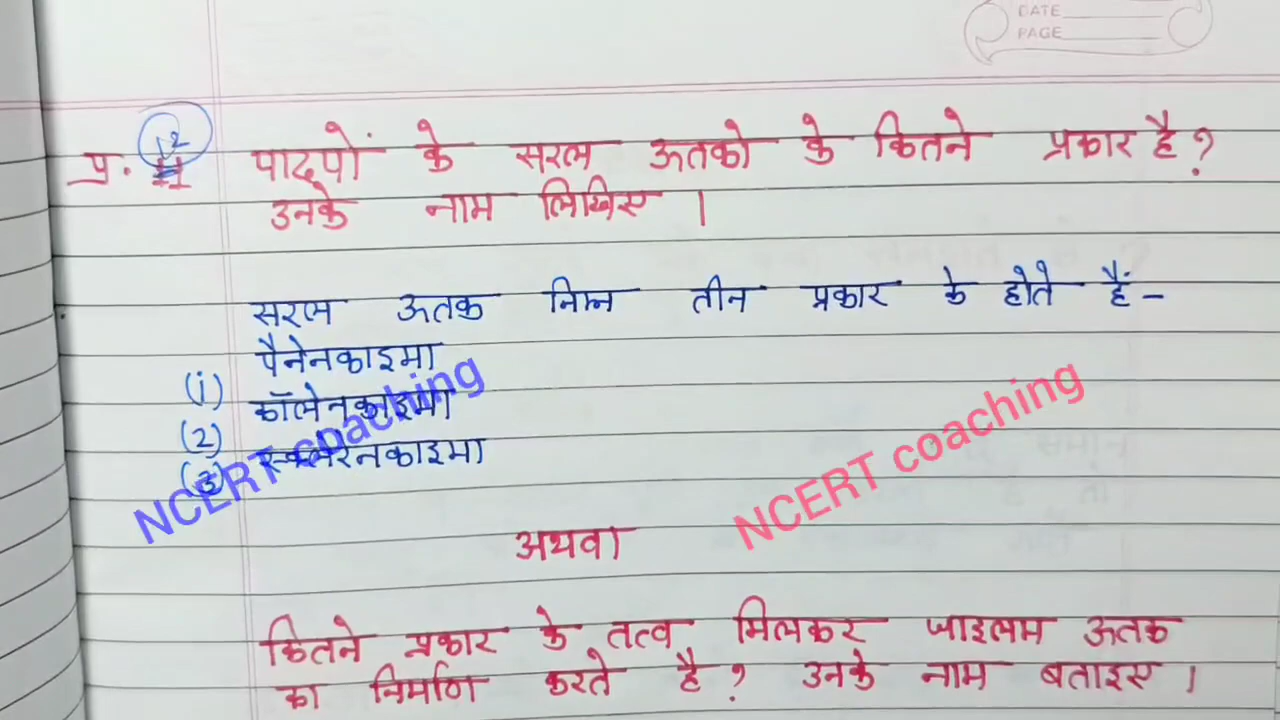 DATE
PAGE
प्र. 12 पादपों के सरल ऊतको के कितने प्रकार है?
उनके नाम लिखिए ।
सरल ऊतक निम्न तीन प्रकार के होते हैं -
(i) पैनेनकाइमा
(2) कॉलेनकाइमा
(3) स्क्लेरेनकाइमा
NCERT coaching
NCERT coaching
अथवा
कितने प्रकार के तत्व मिलकर जाइलम ऊतक
का निर्माण करते है? उनके नाम बताइए ।